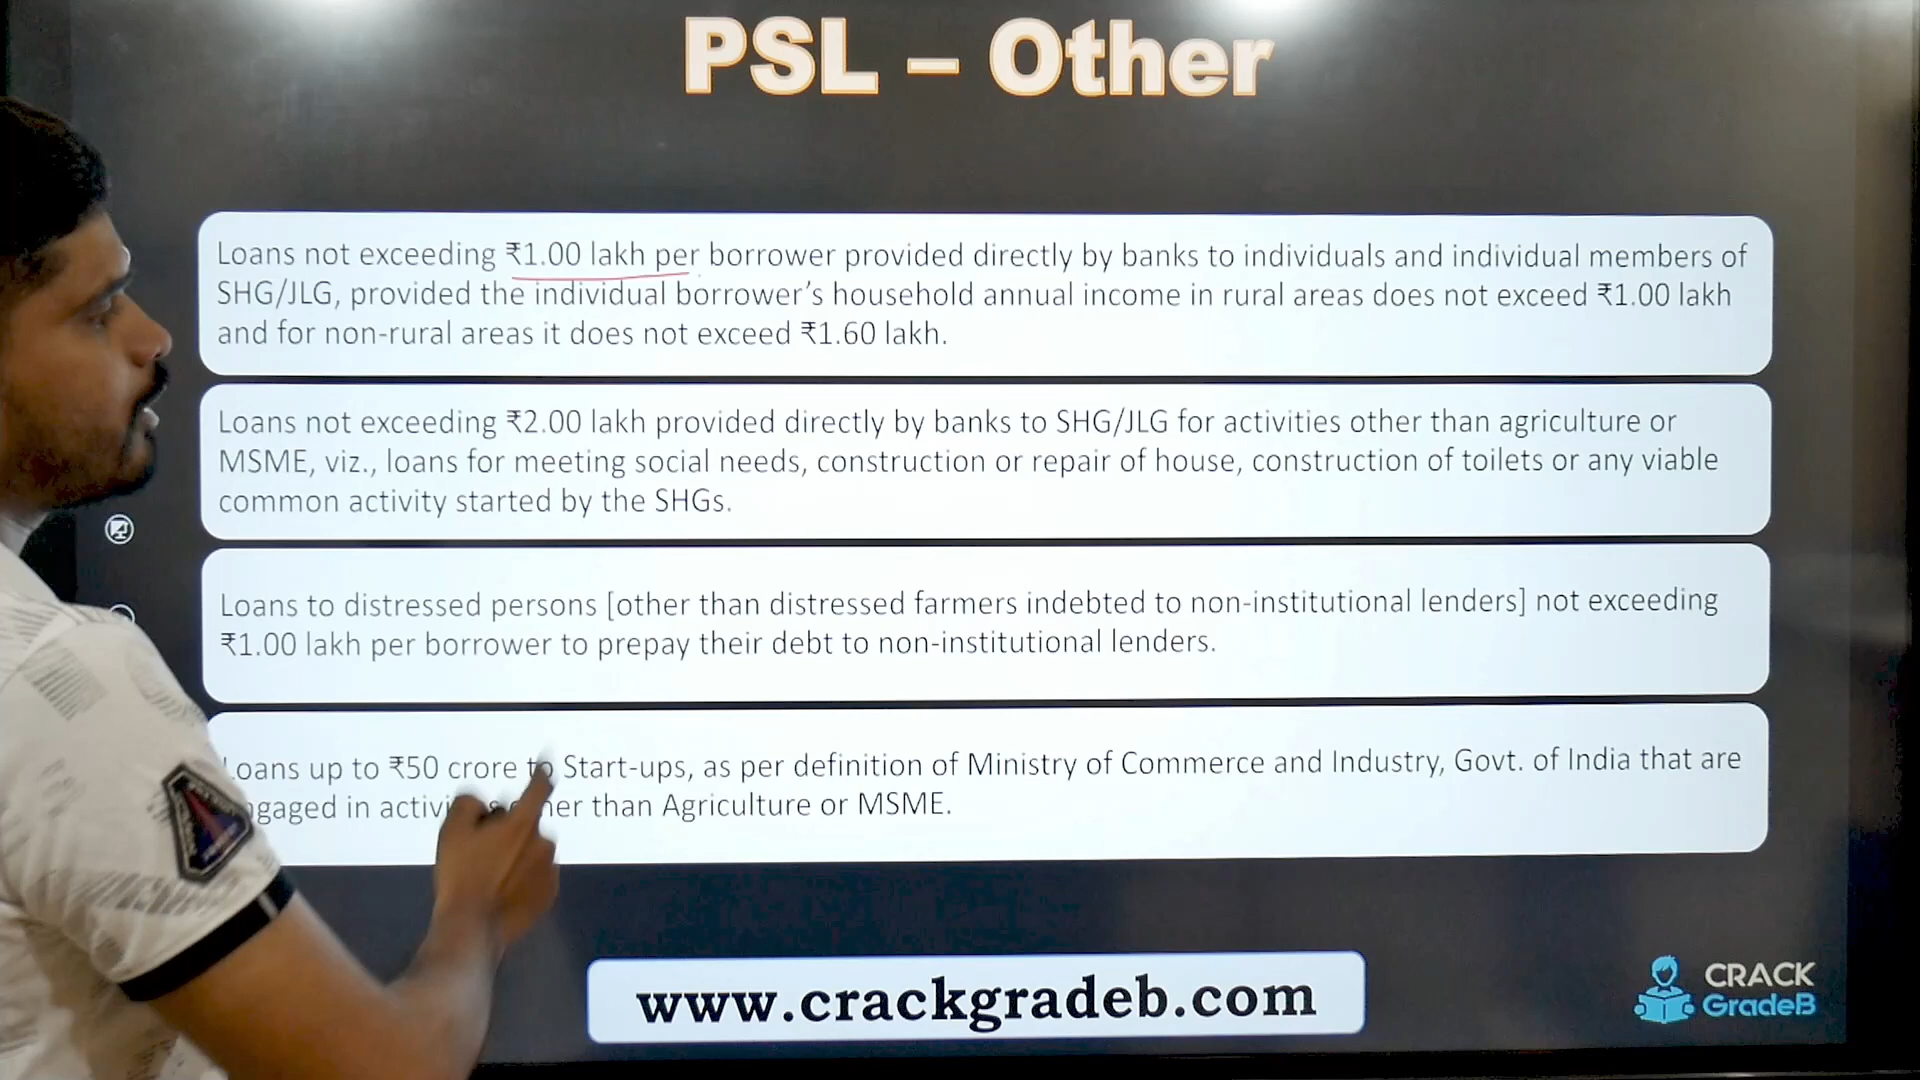 PSL – Other
Loans not exceeding ₹1.00 lakh per borrower provided directly by banks to individuals and individual members of
SHG/JLG, provided the individual borrower's household annual income in rural areas does not exceed ₹1.00 lakh
and for non-rural areas it does not exceed ₹1.60 lakh.
Loans not exceeding ₹2.00 lakh provided directly by banks to SHG/JLG for activities other than agriculture or
MSME, viz., loans for meeting social needs, construction or repair of house, construction of toilets or any viable
common activity started by the SHGs.
Loans to distressed persons [other than distressed farmers indebted to non-institutional lenders] not exceeding
₹1.00 lakh per borrower to prepay their debt to non-institutional lenders.
Loans up to ₹50 crore to Start-ups, as per definition of Ministry of Commerce and Industry, Govt. of India that are
in than Agriculture or MSME.
www.crackgradeb.com
CRACK
GradeB